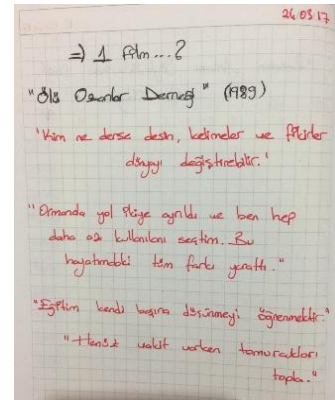 24.03.17
=) 1 film...?
"Ölü Ozanlar Derneği" (1989)
"Kim ne derse desin, kelimeler ve fikirler
dünyayı değiştirebilir."
"Ormanda yol ikiye ayrıldı ve ben hep
daha az kullanılanı seçtim. Bu
hayatımdaki tüm farkı yarattı."
"Eğitim kendi başına düşünmeyi öğrenmektir."
"Henüz vakit varken tomurcukları
topla."